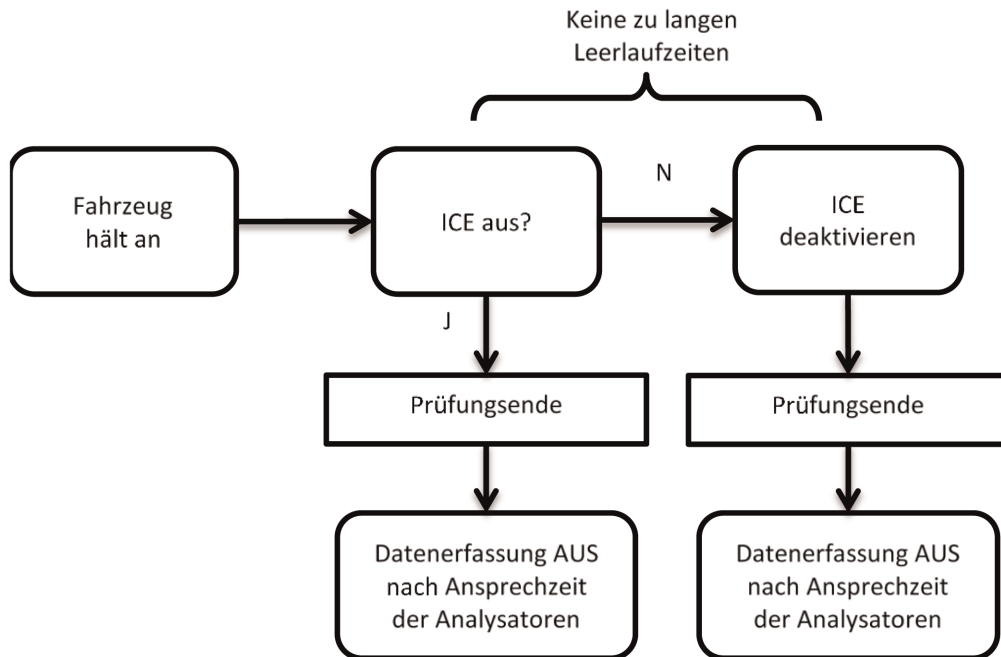 Keine zu langen
Leerlaufzeiten
Fahrzeug
hält an
ICE aus?
N
ICE
deaktivieren
J
Prüfungsende
Prüfungsende
Datenerfassung AUS
nach Ansprechzeit
der Analysatoren
Datenerfassung AUS
nach Ansprechzeit
der Analysatoren